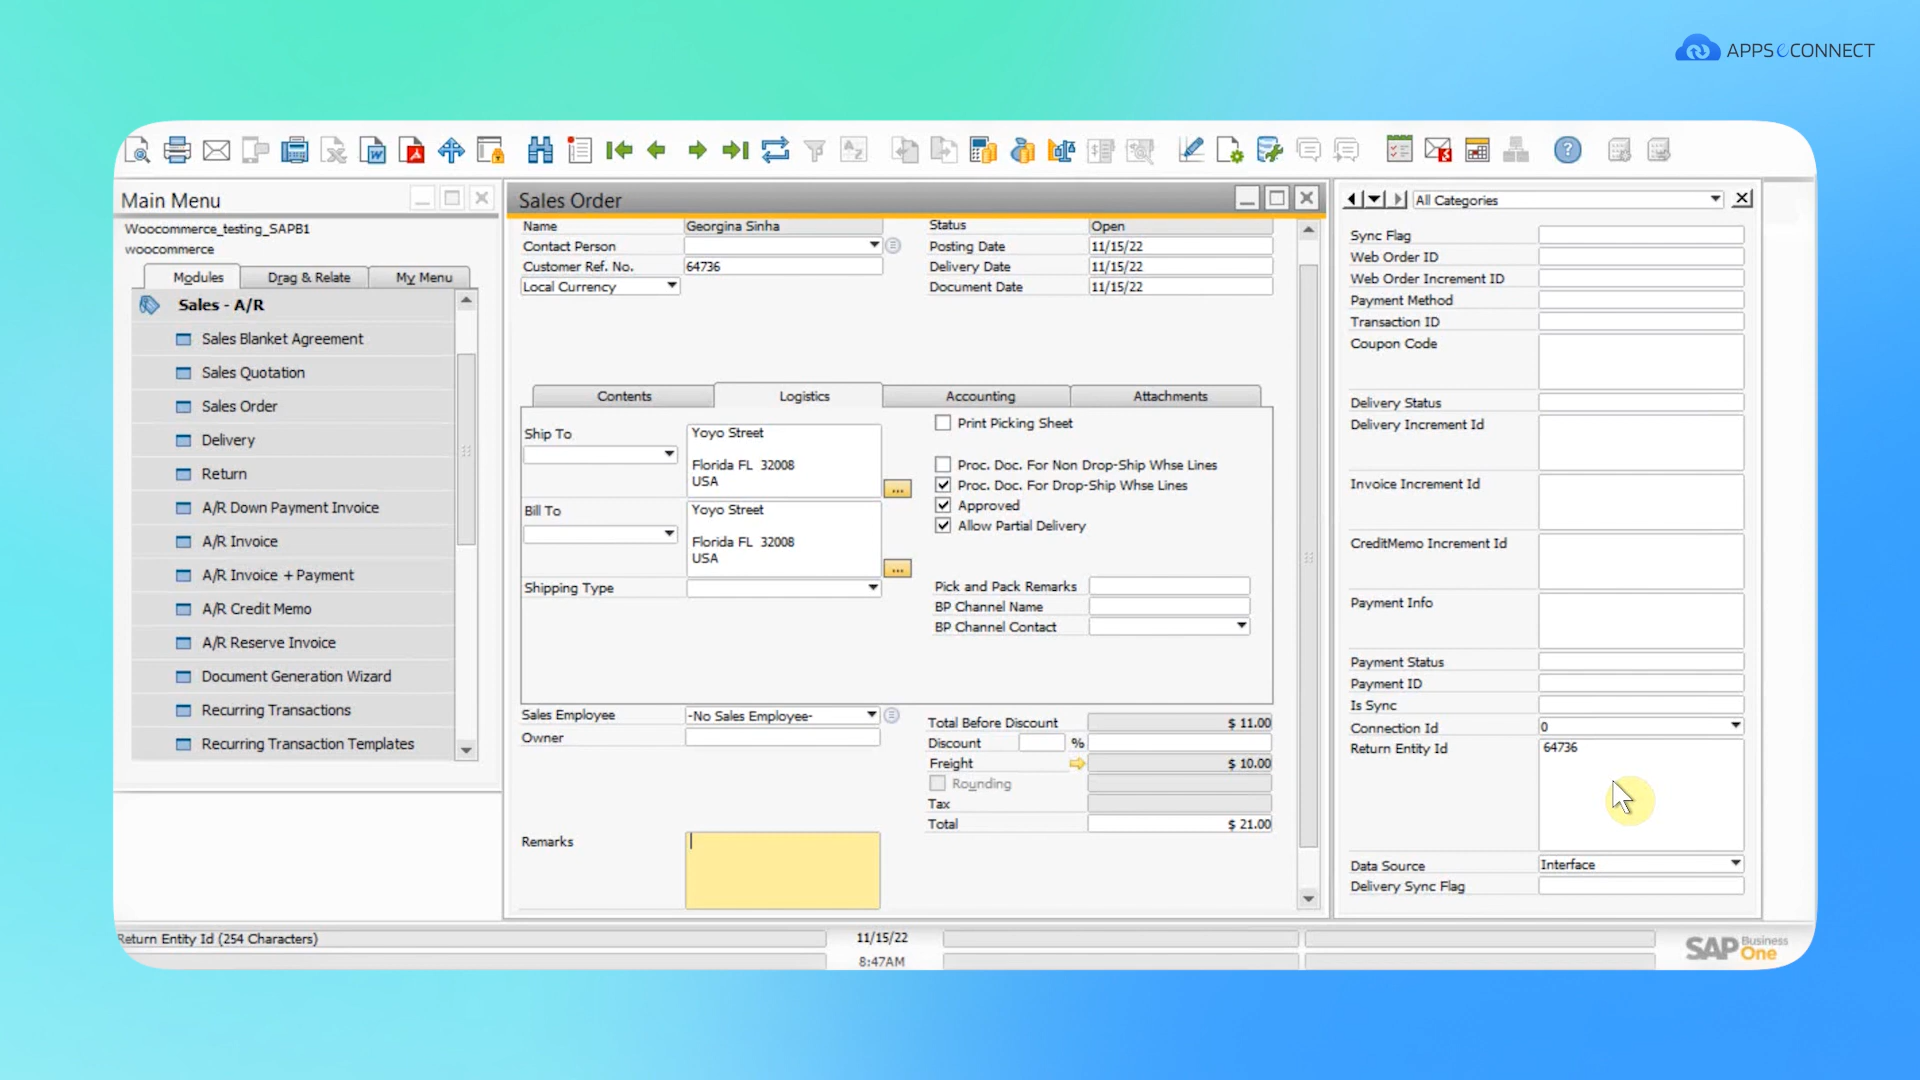 APPSeCONNECT
Main Menu
Woocommerce_testing_SAPB1
woocommerce
Modules
Drag & Relate
My Menu
Sales - A/R
Sales Blanket Agreement
Sales Quotation
Sales Order
Delivery
Return
A/R Down Payment Invoice
A/R Invoice
A/R Invoice + Payment
A/R Credit Memo
A/R Reserve Invoice
Document Generation Wizard
Recurring Transactions
Recurring Transaction Templates
Sales Order
Name Georgina Sinha
Contact Person
Customer Ref. No. 64736
Local Currency
Status Open
Posting Date 11/15/22
Delivery Date 11/15/22
Document Date 11/15/22
Contents
Logistics
Accounting
Attachments
Ship To
Yoyo Street
Florida FL 32008
USA
Bill To
Yoyo Street
Florida FL 32008
USA
Shipping Type
Print Picking Sheet
Proc. Doc. For Non Drop-Ship Whse Lines
Proc. Doc. For Drop-Ship Whse Lines
Approved
Allow Partial Delivery
Pick and Pack Remarks
BP Channel Name
BP Channel Contact
Sales Employee -No Sales Employee-
Owner
Remarks
Total Before Discount $ 11.00
Discount %
Freight $ 10.00
Rounding
Tax
Total $ 21.00
All Categories
Sync Flag
Web Order ID
Web Order Increment ID
Payment Method
Transaction ID
Coupon Code
Delivery Status
Delivery Increment Id
Invoice Increment Id
CreditMemo Increment Id
Payment Info
Payment Status
Payment ID
Is Sync
Connection Id 0
Return Entity Id 64736
Data Source Interface
Delivery Sync Flag
Return Entity Id (254 Characters)
11/15/22
8:47AM
SAP Business One